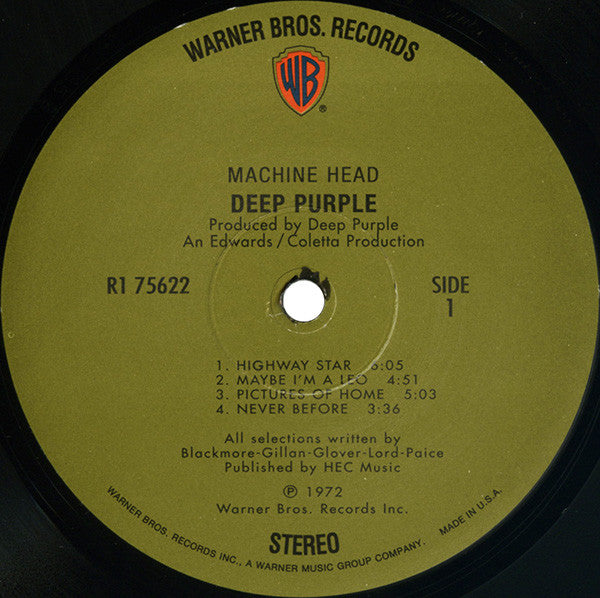 WARNER BROS. RECORDS
WB
®
MACHINE HEAD
DEEP PURPLE
Produced by Deep Purple
An Edwards / Coletta Production
R1 75622
SIDE
1
1. HIGHWAY STAR 6:05
2. MAYBE I'M A LEO 4:51
3. PICTURES OF HOME 5:03
4. NEVER BEFORE 3:36
All selections written by
Blackmore-Gillan-Glover-Lord-Paice
Published by HEC Music
℗ 1972
Warner Bros. Records Inc.
STEREO
WARNER BROS. RECORDS INC., A WARNER MUSIC GROUP COMPANY. MADE IN U.S.A.